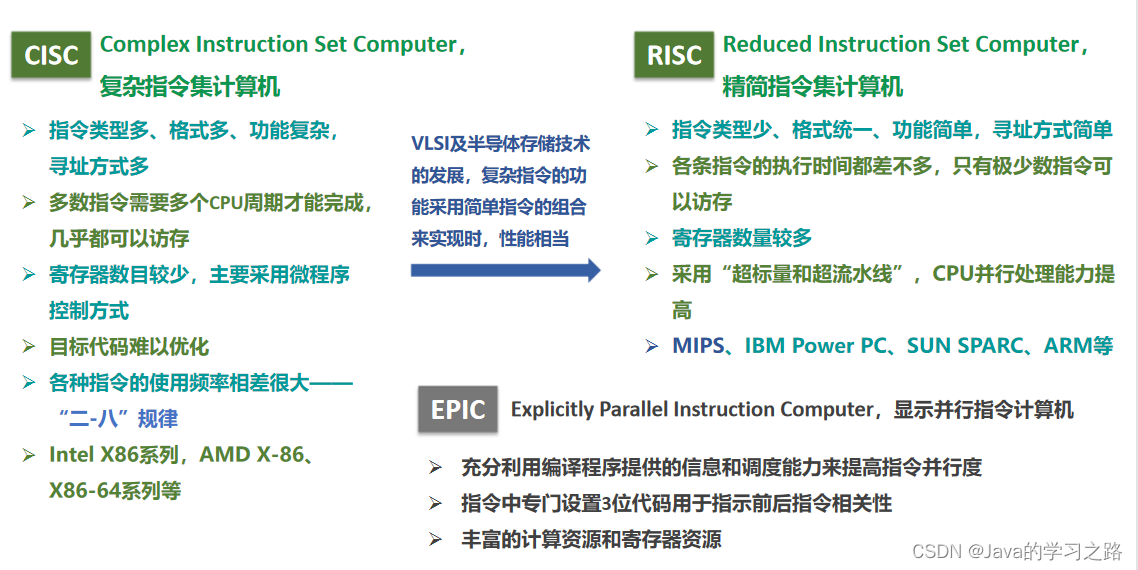 CISC
Complex Instruction Set Computer，
复杂指令集计算机
指令类型多、格式多、功能复杂，
寻址方式多
多数指令需要多个CPU周期才能完成，
几乎都可以访存
寄存器数目较少，主要采用微程序
控制方式
目标代码难以优化
各种指令的使用频率相差很大——
“二-八”规律
Intel X86系列，AMD X-86、
X86-64系列等
VLSI及半导体存储技术
的发展，复杂指令的功
能采用简单指令的组合
来实现时，性能相当
RISC
Reduced Instruction Set Computer，
精简指令集计算机
指令类型少、格式统一、功能简单，寻址方式简单
各条指令的执行时间都差不多，只有极少数指令可
以访存
寄存器数量较多
采用“超标量和超流水线”，CPU并行处理能力提
高
MIPS、IBM Power PC、SUN SPARC、ARM等
EPIC
Explicitly Parallel Instruction Computer，显示并行指令计算机
充分利用编译程序提供的信息和调度能力来提高指令并行度
指令中专门设置3位代码用于指示前后指令相关性
丰富的计算资源和寄存器资源
CSDN @Java的学习之路